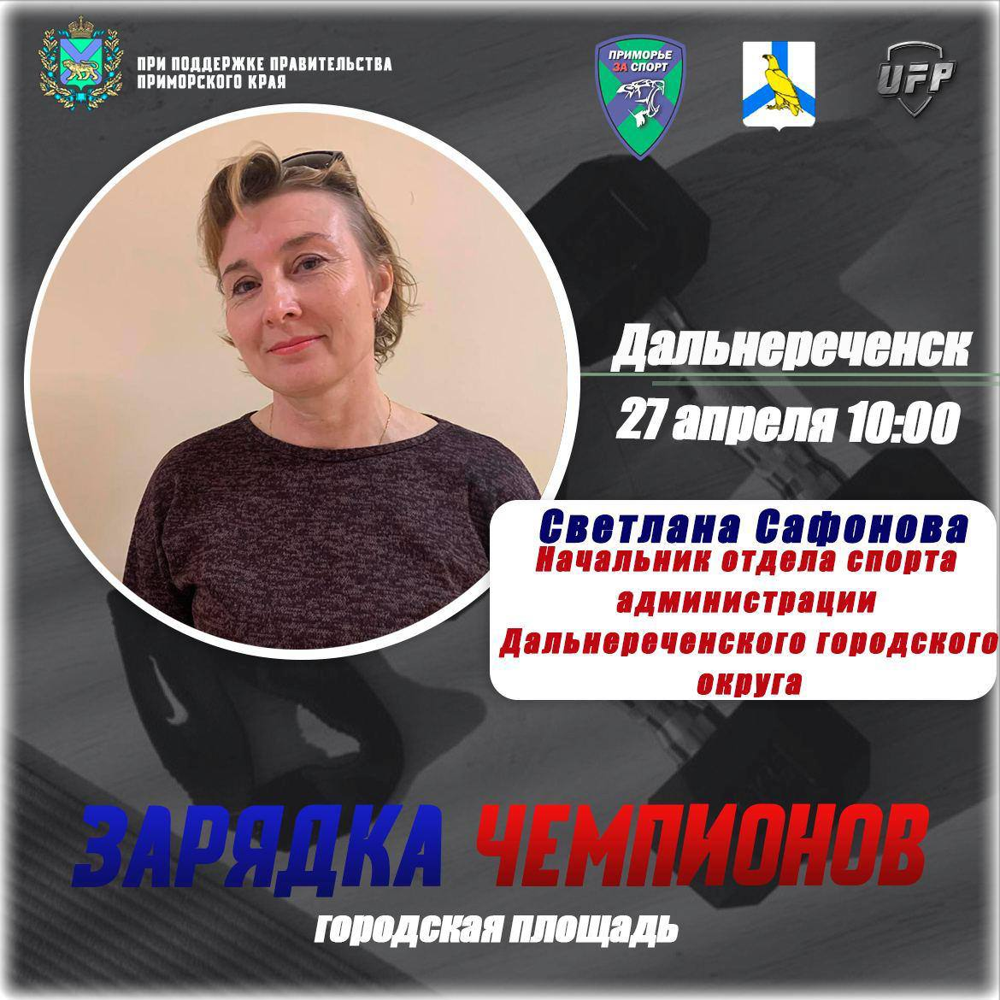 ПРИ ПОДДЕРЖКЕ ПРАВИТЕЛЬСТВА
ПРИМОРСКОГО КРАЯ
ПРИМОРЬЕ
ЗА СПОРТ
UFP
Дальнереченск
27 апреля 10:00
Светлана Сафонова
Начальник отдела спорта
администрации
Дальнереченского городского
округа
ЗАРЯДКА ЧЕМПИОНОВ
городская площадь